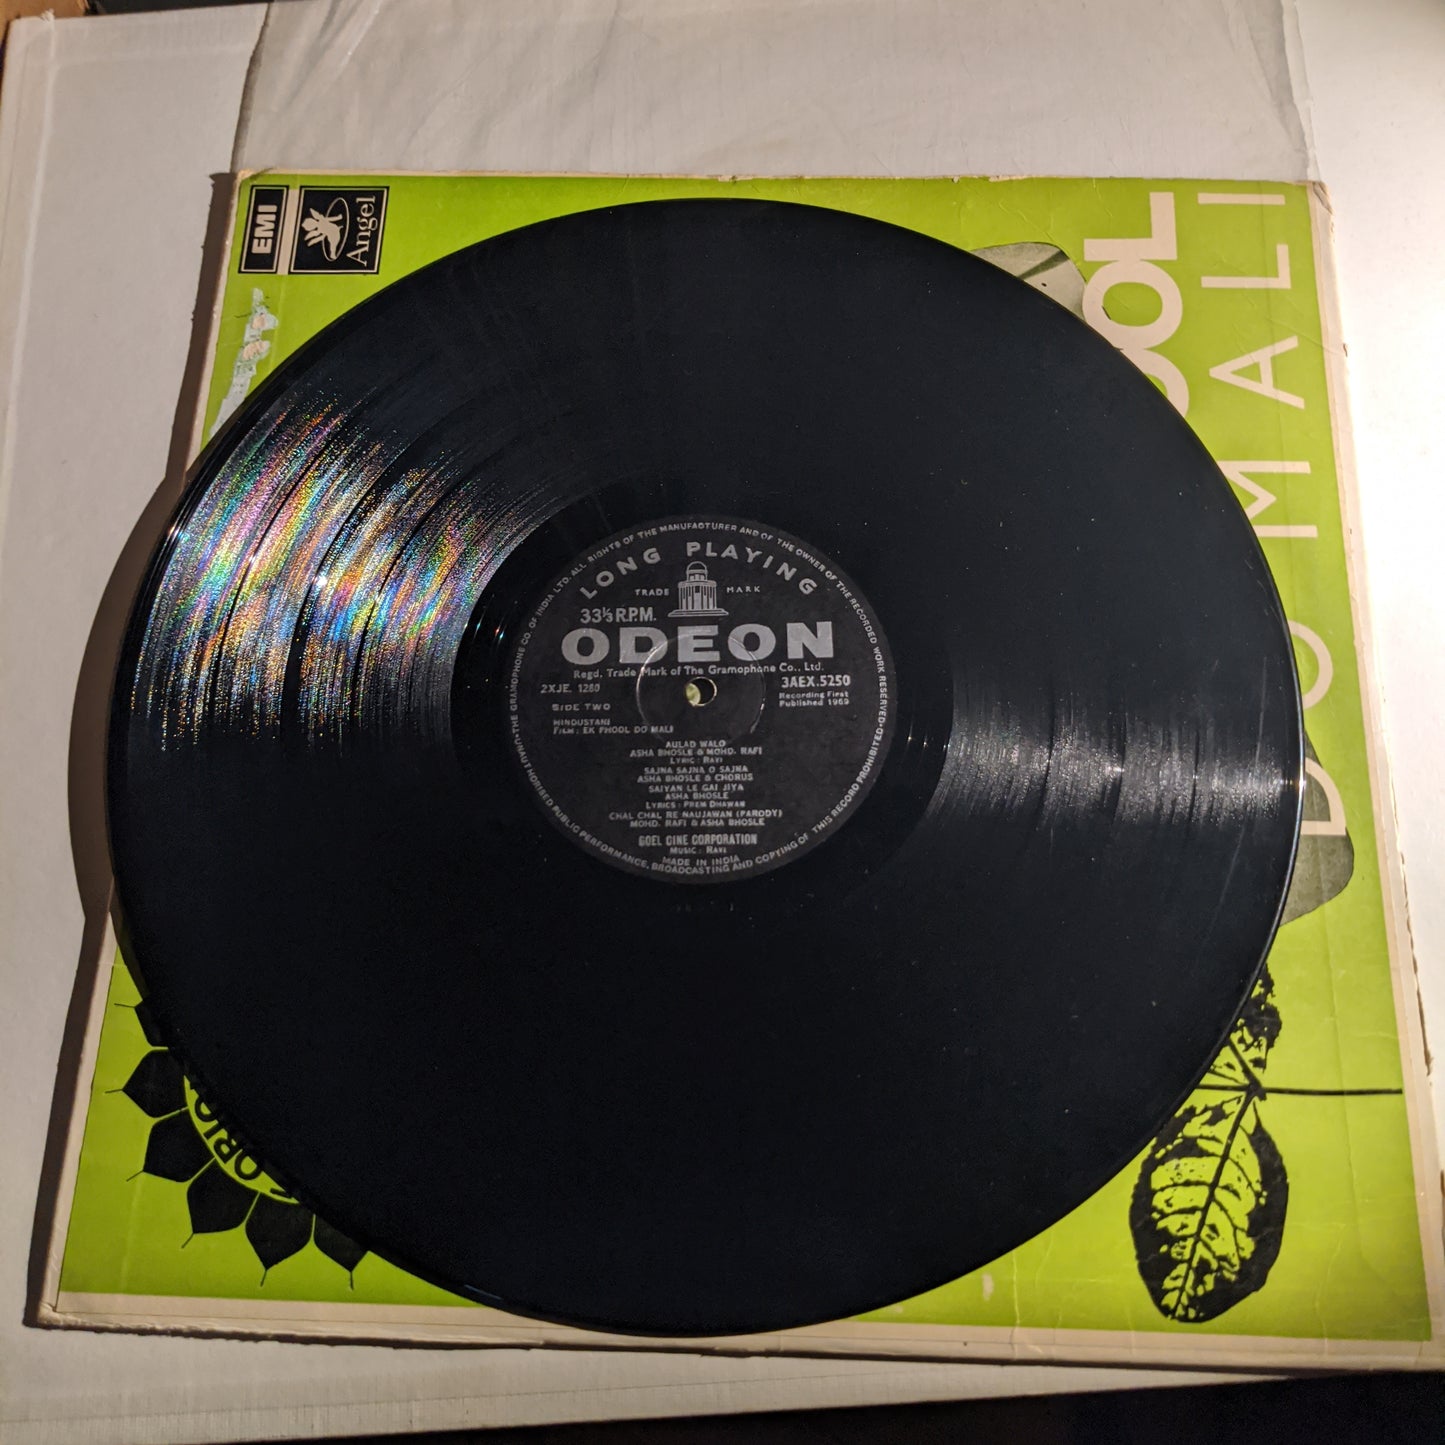 EMI
Angel
OOL
DO MALI
ORIG
LONG PLAYING
TRADE MARK
33⅓ R.P.M.
ODEON
Regd. Trade Mark of The Gramophone Co., Ltd.
2XJE. 1280
3AEX.5250
SIDE TWO
Recording First
Published 1969
HINDUSTANI
FILM : EK PHOOL DO MALI
AULAD WALO
ASHA BHOSLE & MOHD. RAFI
LYRIC : RAVI
SAJNA SAJNA O SAJNA
ASHA BHOSLE & CHORUS
SAIYAN LE GAI JIYA
ASHA BHOSLE
LYRICS : PREM DHAWAN
CHAL CHAL RE NAUJAWAN (PARODY)
MOHD. RAFI & ASHA BHOSLE
GOEL CINE CORPORATION
MUSIC : RAVI
MADE IN INDIA
THE GRAMOPHONE CO. OF INDIA LTD. ALL RIGHTS OF THE MANUFACTURER AND OF THE OWNER OF THE RECORDED WORK RESERVED. UNAUTHORISED PUBLIC PERFORMANCE, BROADCASTING AND COPYING OF THIS RECORD PROHIBITED.